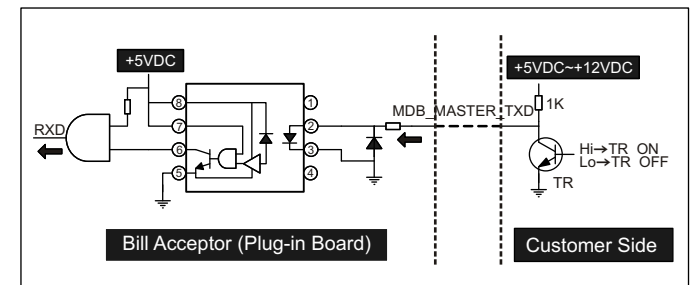 +5VDC
+5VDC~+12VDC
8
1
MDB_MASTER_TXD
1K
RXD
7
2
6
3
Hi→TR ON
Lo→TR OFF
5
4
TR
Bill Acceptor (Plug-in Board)
Customer Side